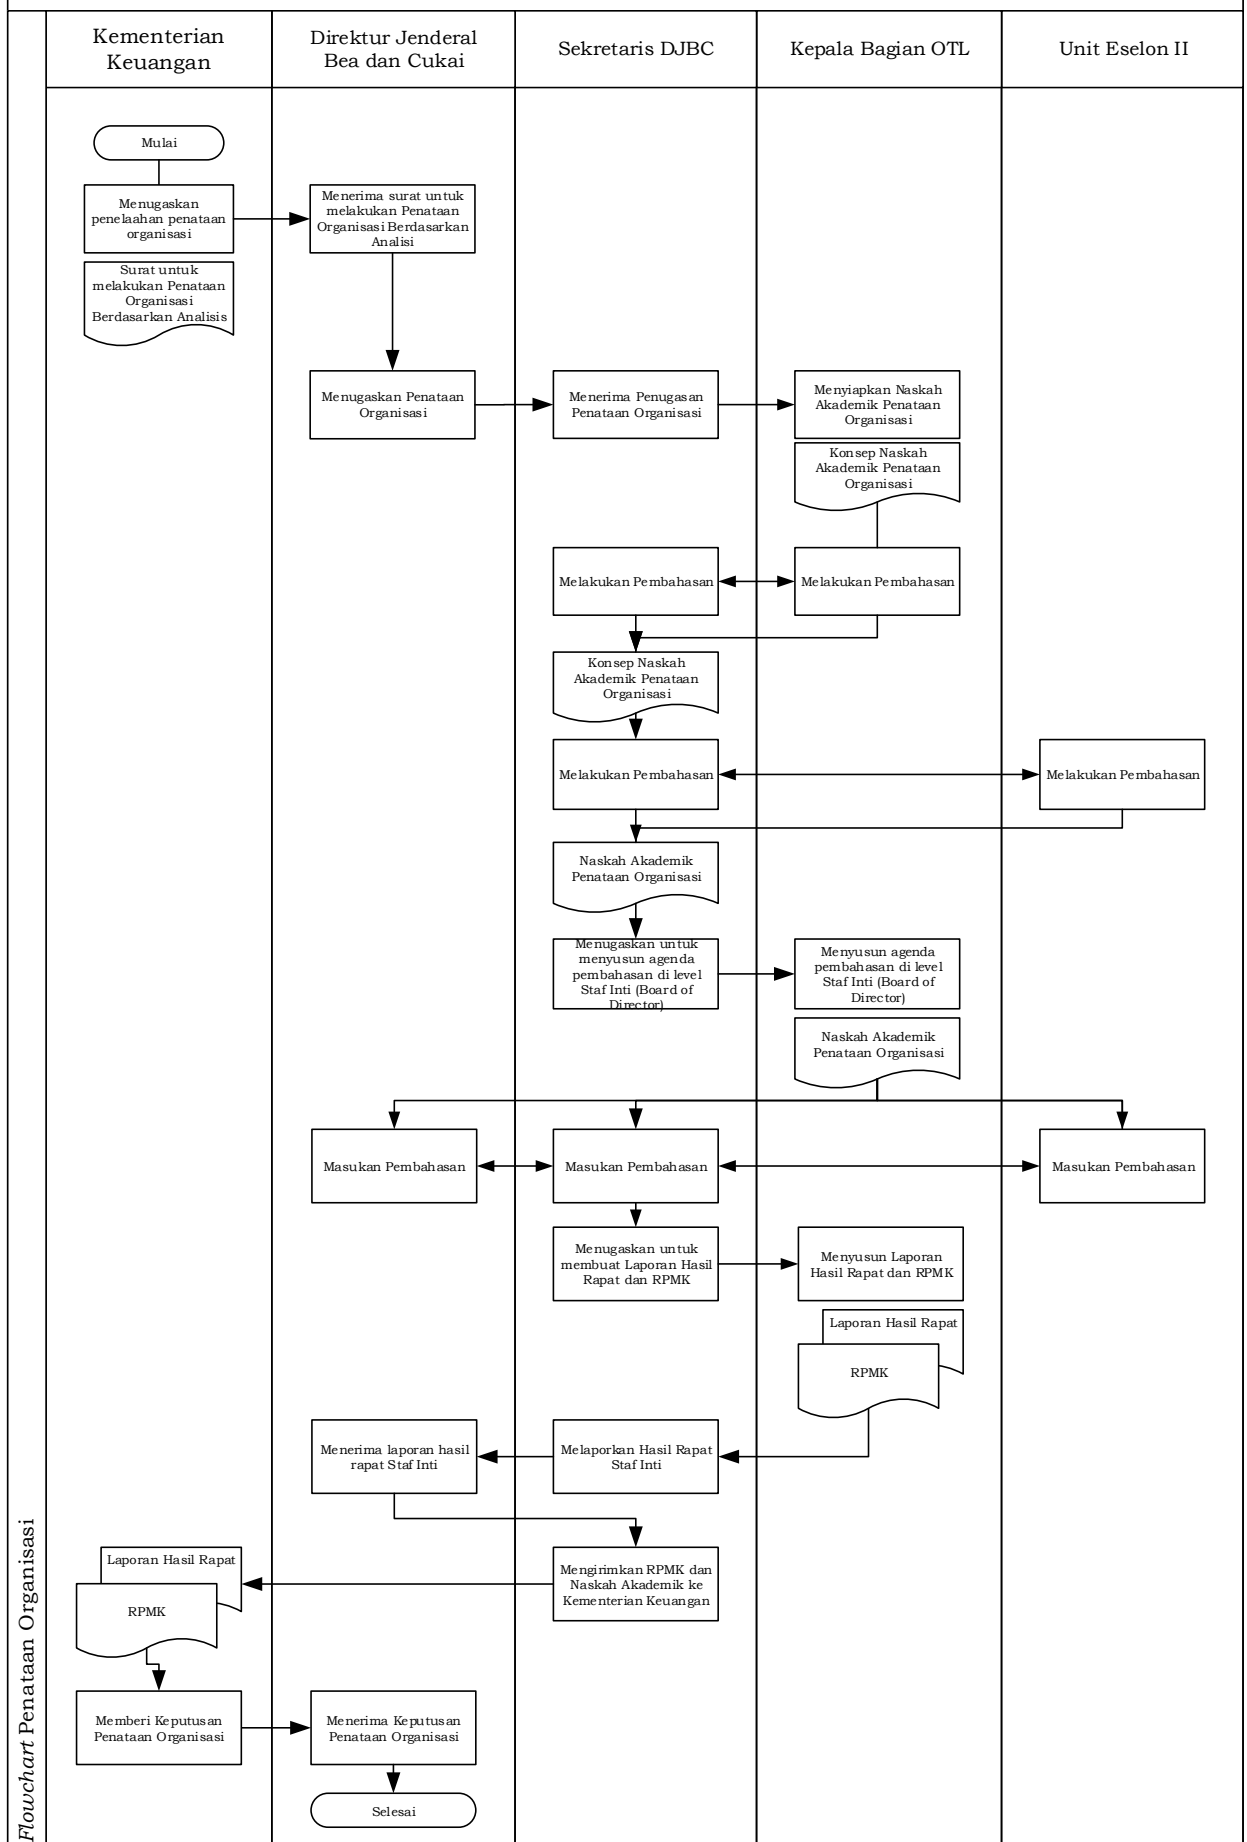 Kementerian
Keuangan
Direktur Jenderal
Bea dan Cukai
Sekretaris DJBC
Kepala Bagian OTL
Unit Eselon II
Mulai
Menugaskan
penelaahan penataan
organisasi
Menerima surat untuk
melakukan Penataan
Organisasi Berdasarkan
Analisi
Surat untuk
melakukan Penataan
Organisasi
Berdasarkan Analisis
Menugaskan Penataan
Organisasi
Menerima Penugasan
Penataan Organisasi
Menyiapkan Naskah
Akademik Penataan
Organisasi
Konsep Naskah
Akademik Penataan
Organisasi
Melakukan Pembahasan
Melakukan Pembahasan
Konsep Naskah
Akademik Penataan
Organisasi
Melakukan Pembahasan
Melakukan Pembahasan
Naskah Akademik
Penataan Organisasi
Menugaskan untuk
menyusun agenda
pembahasan di level
Staf Inti (Board of
Director)
Menyusun agenda
pembahasan di level
Staf Inti (Board of
Director)
Naskah Akademik
Penataan Organisasi
Masukan Pembahasan
Masukan Pembahasan
Masukan Pembahasan
Menugaskan untuk
membuat Laporan Hasil
Rapat dan RPMK
Menyusun Laporan
Hasil Rapat dan RPMK
Laporan Hasil Rapat
RPMK
Menerima laporan hasil
rapat Staf Inti
Melaporkan Hasil Rapat
Staf Inti
Laporan Hasil Rapat
RPMK
Mengirimkan RPMK dan
Naskah Akademik ke
Kementerian Keuangan
Memberi Keputusan
Penataan Organisasi
Menerima Keputusan
Penataan Organisasi
Selesai
Flowchart Penataan Organisasi